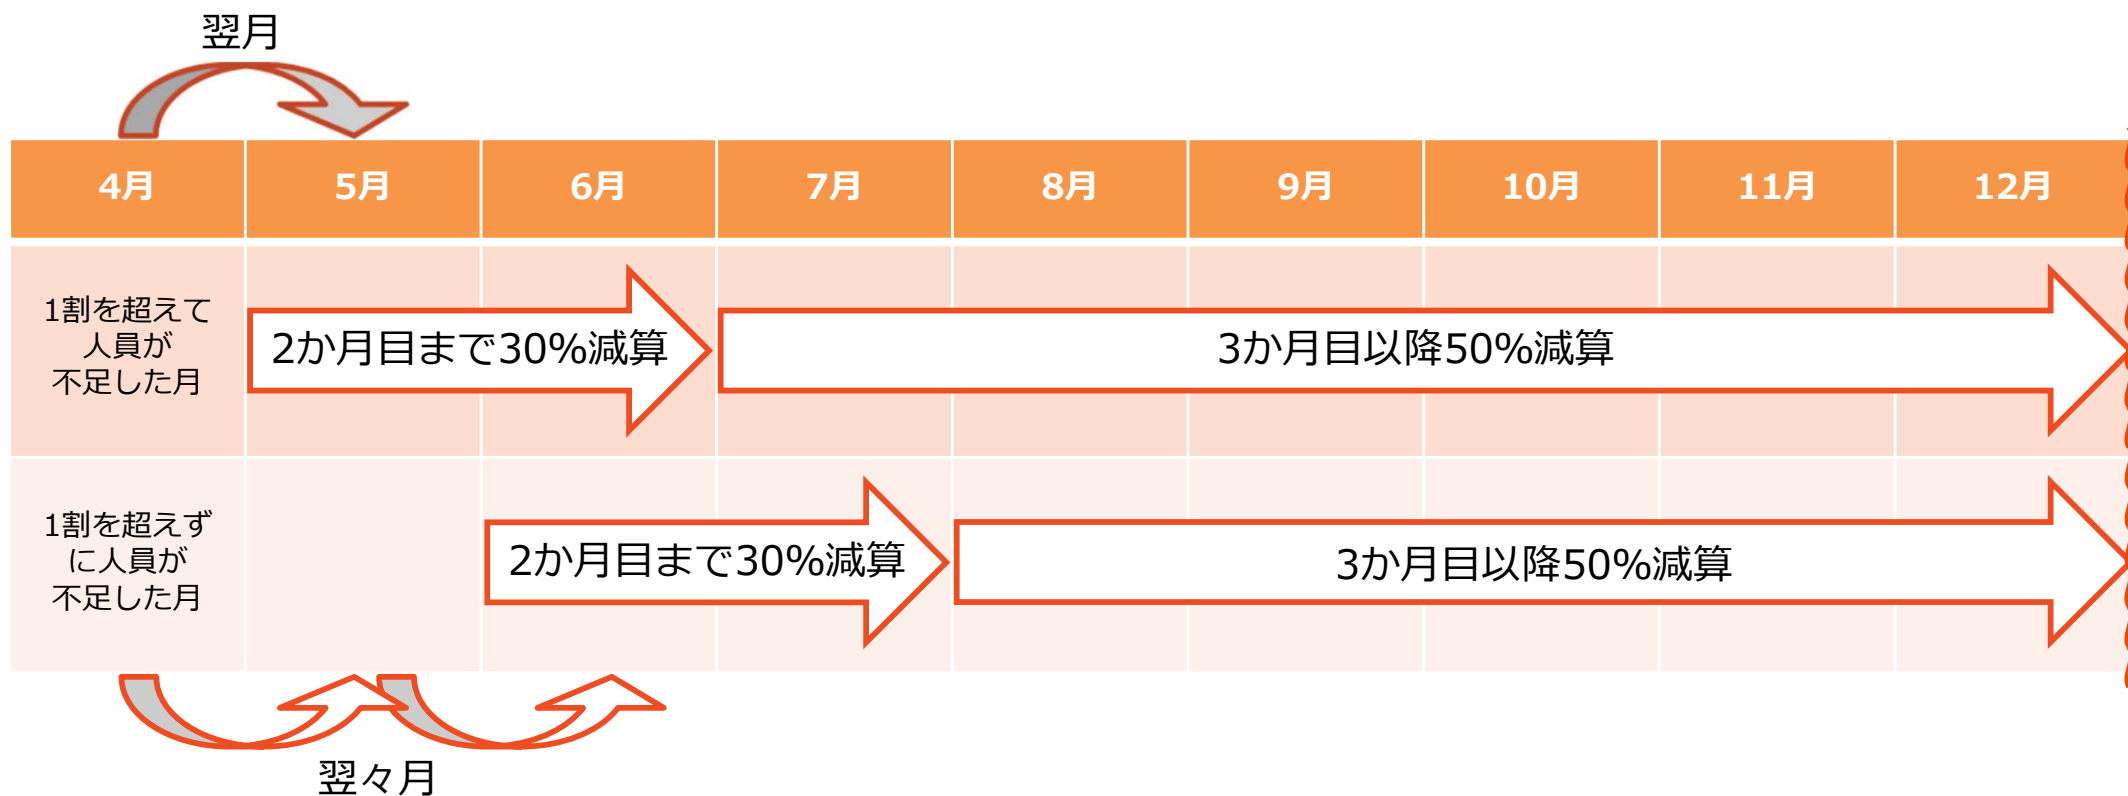 翌月
4月
5月
6月
7月
8月
9月
10月
11月
12月
1割を超えて
人員が
不足した月
2か月目まで30%減算
3か月目以降50%減算
1割を超えず
に人員が
不足した月
2か月目まで30%減算
3か月目以降50%減算
翌々月